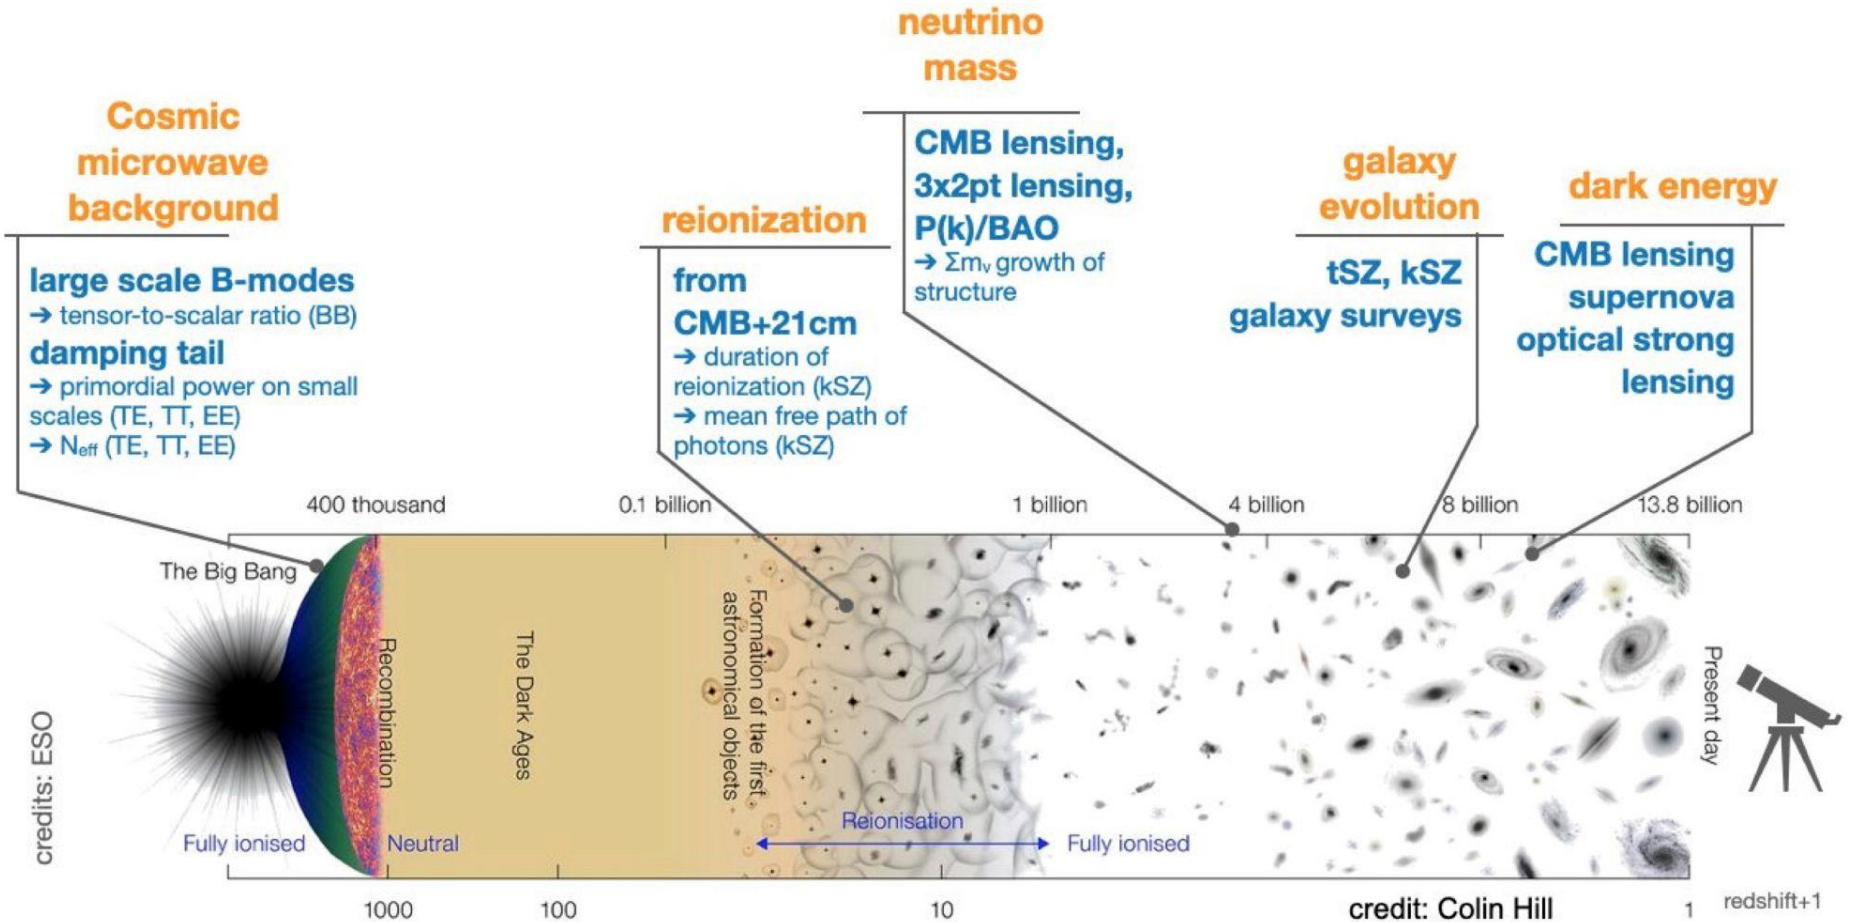 neutrino
mass
Cosmic
microwave
background
large scale B-modes
➔ tensor-to-scalar ratio (BB)
damping tail
➔ primordial power on small
scales (TE, TT, EE)
➔ Neff (TE, TT, EE)
reionization
from
CMB+21cm
➔ duration of
reionization (kSZ)
➔ mean free path of
photons (kSZ)
CMB lensing,
3x2pt lensing,
P(k)/BAO
➔ Σmν growth of
structure
galaxy
evolution
tSZ, kSZ
galaxy surveys
dark energy
CMB lensing
supernova
optical strong
lensing
400 thousand
0.1 billion
1 billion
4 billion
8 billion
13.8 billion
The Big Bang
Recombination
The Dark Ages
Formation of the first
astronomical objects
Present day
credits: ESO
Fully ionised
Neutral
Reionisation
Fully ionised
1000
100
10
credit: Colin Hill
1
redshift+1